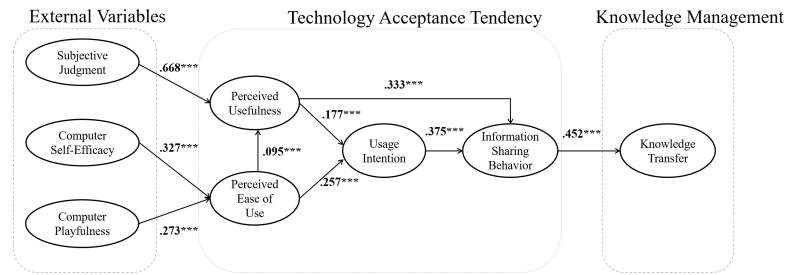 External Variables
Technology Acceptance Tendency
Knowledge Management
Subjective
Judgment
.668***
Perceived
Usefulness
.333***
.177***
Computer
Self-Efficacy
.327***
.095***
Usage
Intention
.375***
Information
Sharing
Behavior
.452***
Knowledge
Transfer
Perceived
Ease of
Use
.257***
Computer
Playfulness
.273***